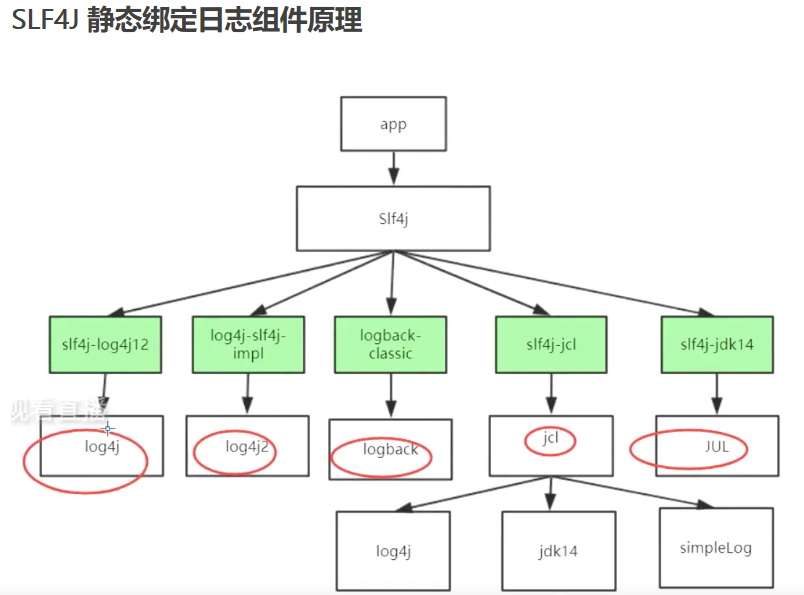 SLF4J 静态绑定日志组件原理
app
Slf4j
slf4j-log4j12
log4j-slf4j-
impl
logback-
classic
slf4j-jcl
slf4j-jdk14
观看直播
log4j
log4j2
logback
jcl
JUL
log4j
jdk14
simpleLog